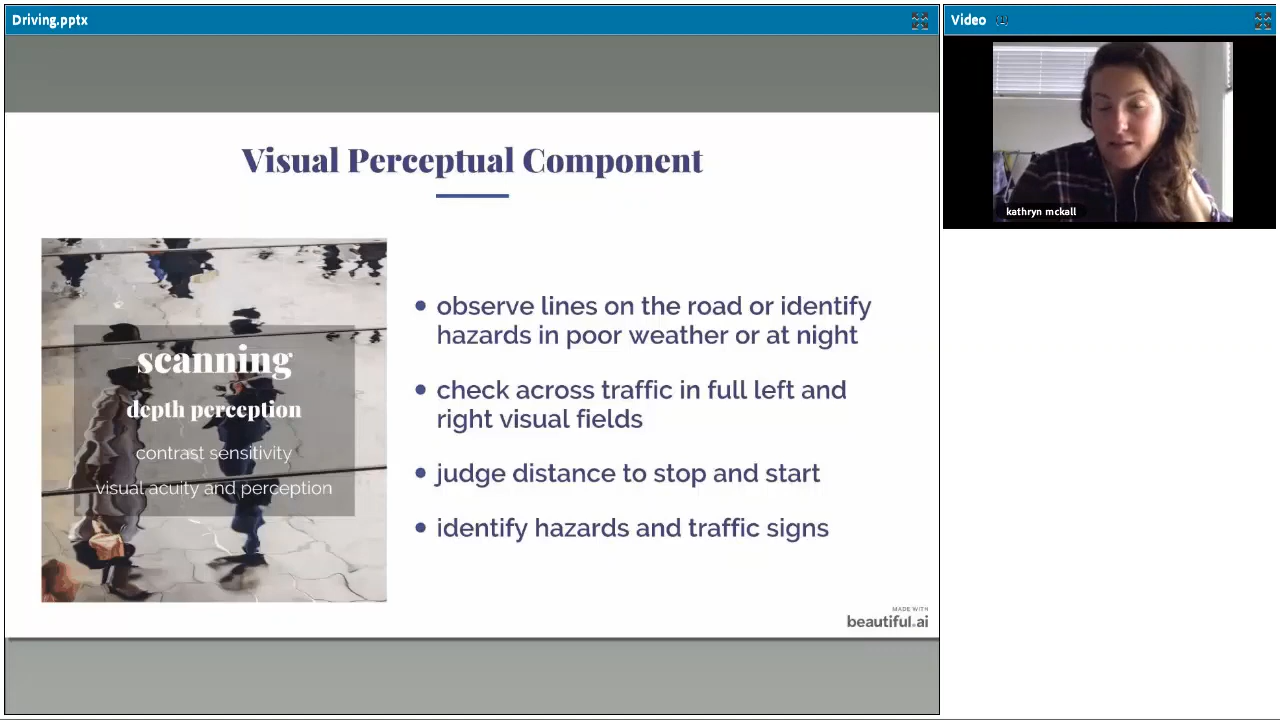 Driving.pptx
Video (1)
kathryn mckall
Visual Perceptual Component
scanning
depth perception
contrast sensitivity
visual acuity and perception
• observe lines on the road or identify
hazards in poor weather or at night
• check across traffic in full left and
right visual fields
• judge distance to stop and start
• identify hazards and traffic signs
MADE WITH
beautiful.ai